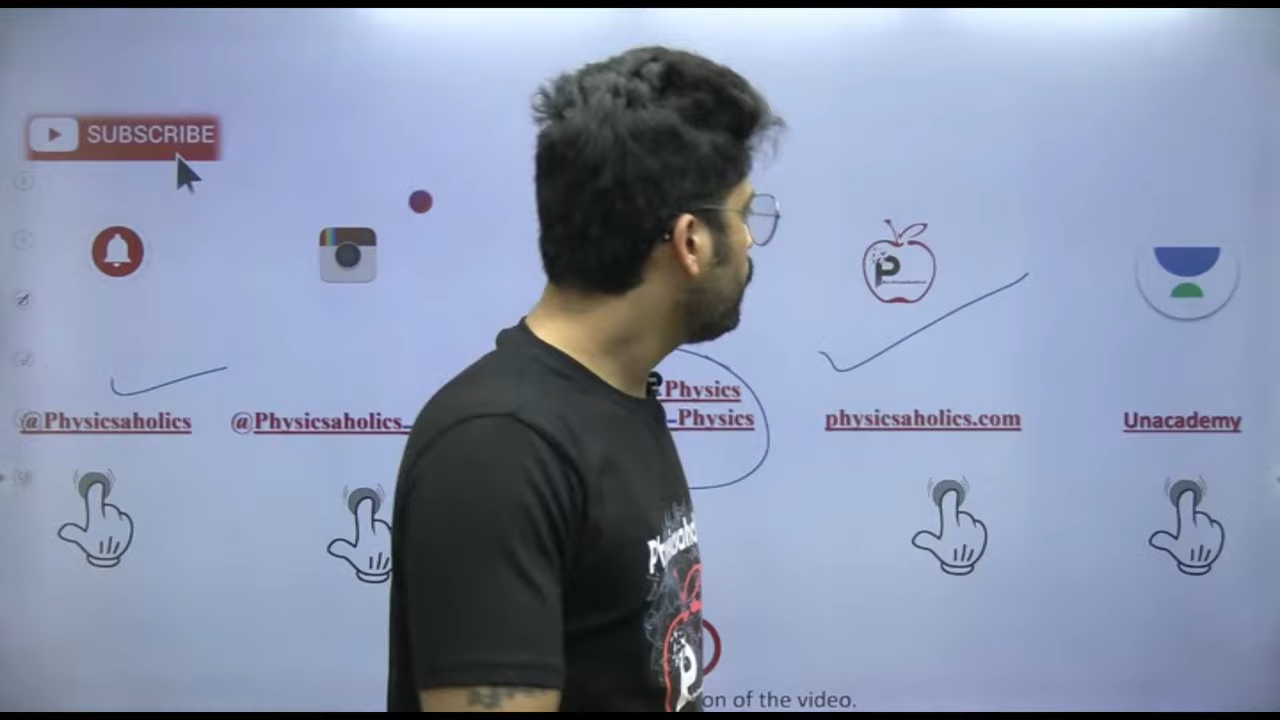 SUBSCRIBE
Physics
@Physicsaholics
@Physicsaholics_
Physics
physicsaholics.com
Unacademy
on of the video.